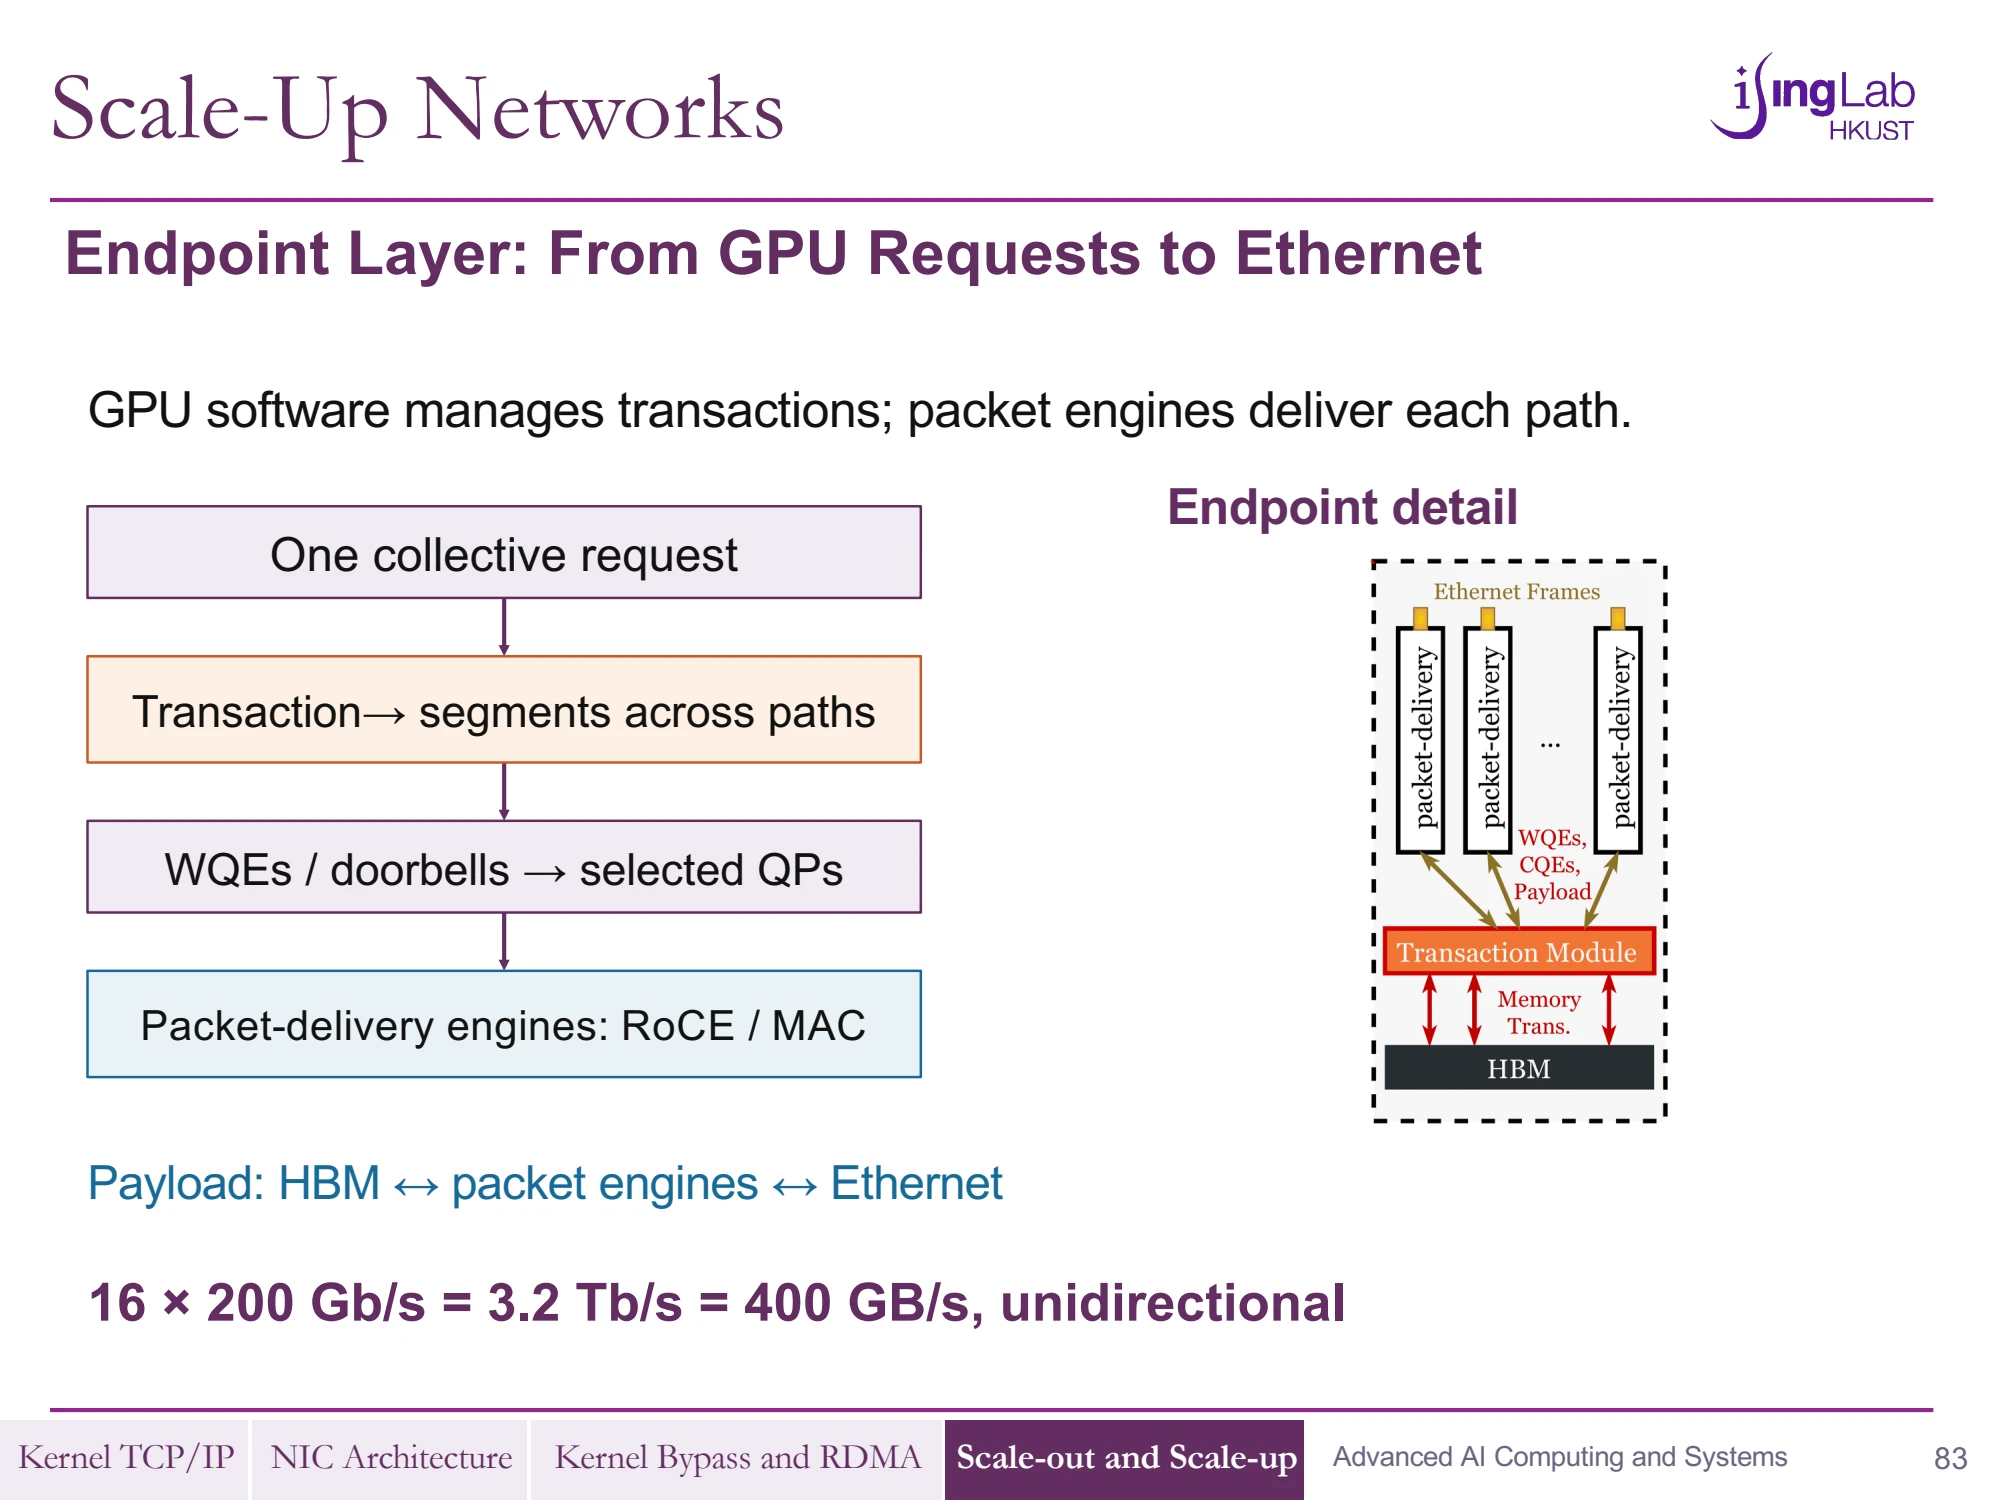 Scale-Up Networks
isingLab
HKUST
Endpoint Layer: From GPU Requests to Ethernet
GPU software manages transactions; packet engines deliver each path.
One collective request
Transaction→ segments across paths
WQEs / doorbells → selected QPs
Packet-delivery engines: RoCE / MAC
Endpoint detail
Ethernet Frames
packet-delivery
packet-delivery
...
packet-delivery
WQEs,
CQEs,
Payload
Transaction Module
Memory
Trans.
HBM
Payload: HBM ↔ packet engines ↔ Ethernet
16 × 200 Gb/s = 3.2 Tb/s = 400 GB/s, unidirectional
Kernel TCP/IP
NIC Architecture
Kernel Bypass and RDMA
Scale-out and Scale-up
Advanced AI Computing and Systems
83